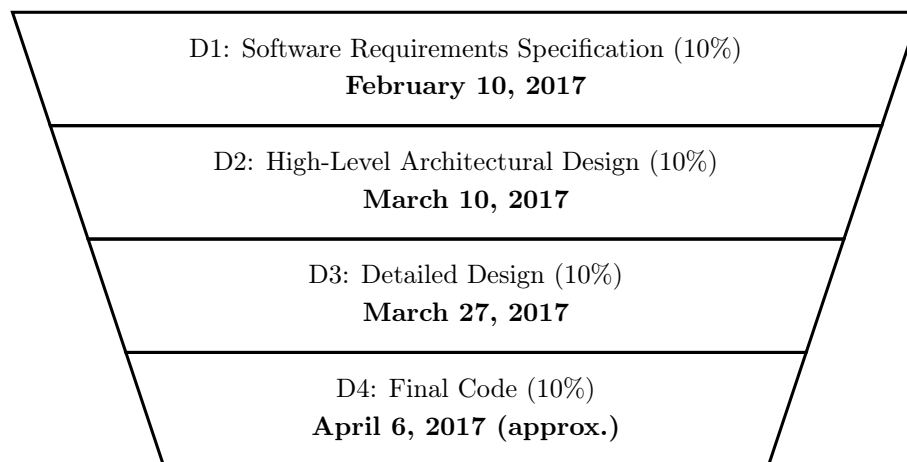 D1: Software Requirements Specification (10%)
February 10, 2017
D2: High-Level Architectural Design (10%)
March 10, 2017
D3: Detailed Design (10%)
March 27, 2017
D4: Final Code (10%)
April 6, 2017 (approx.)